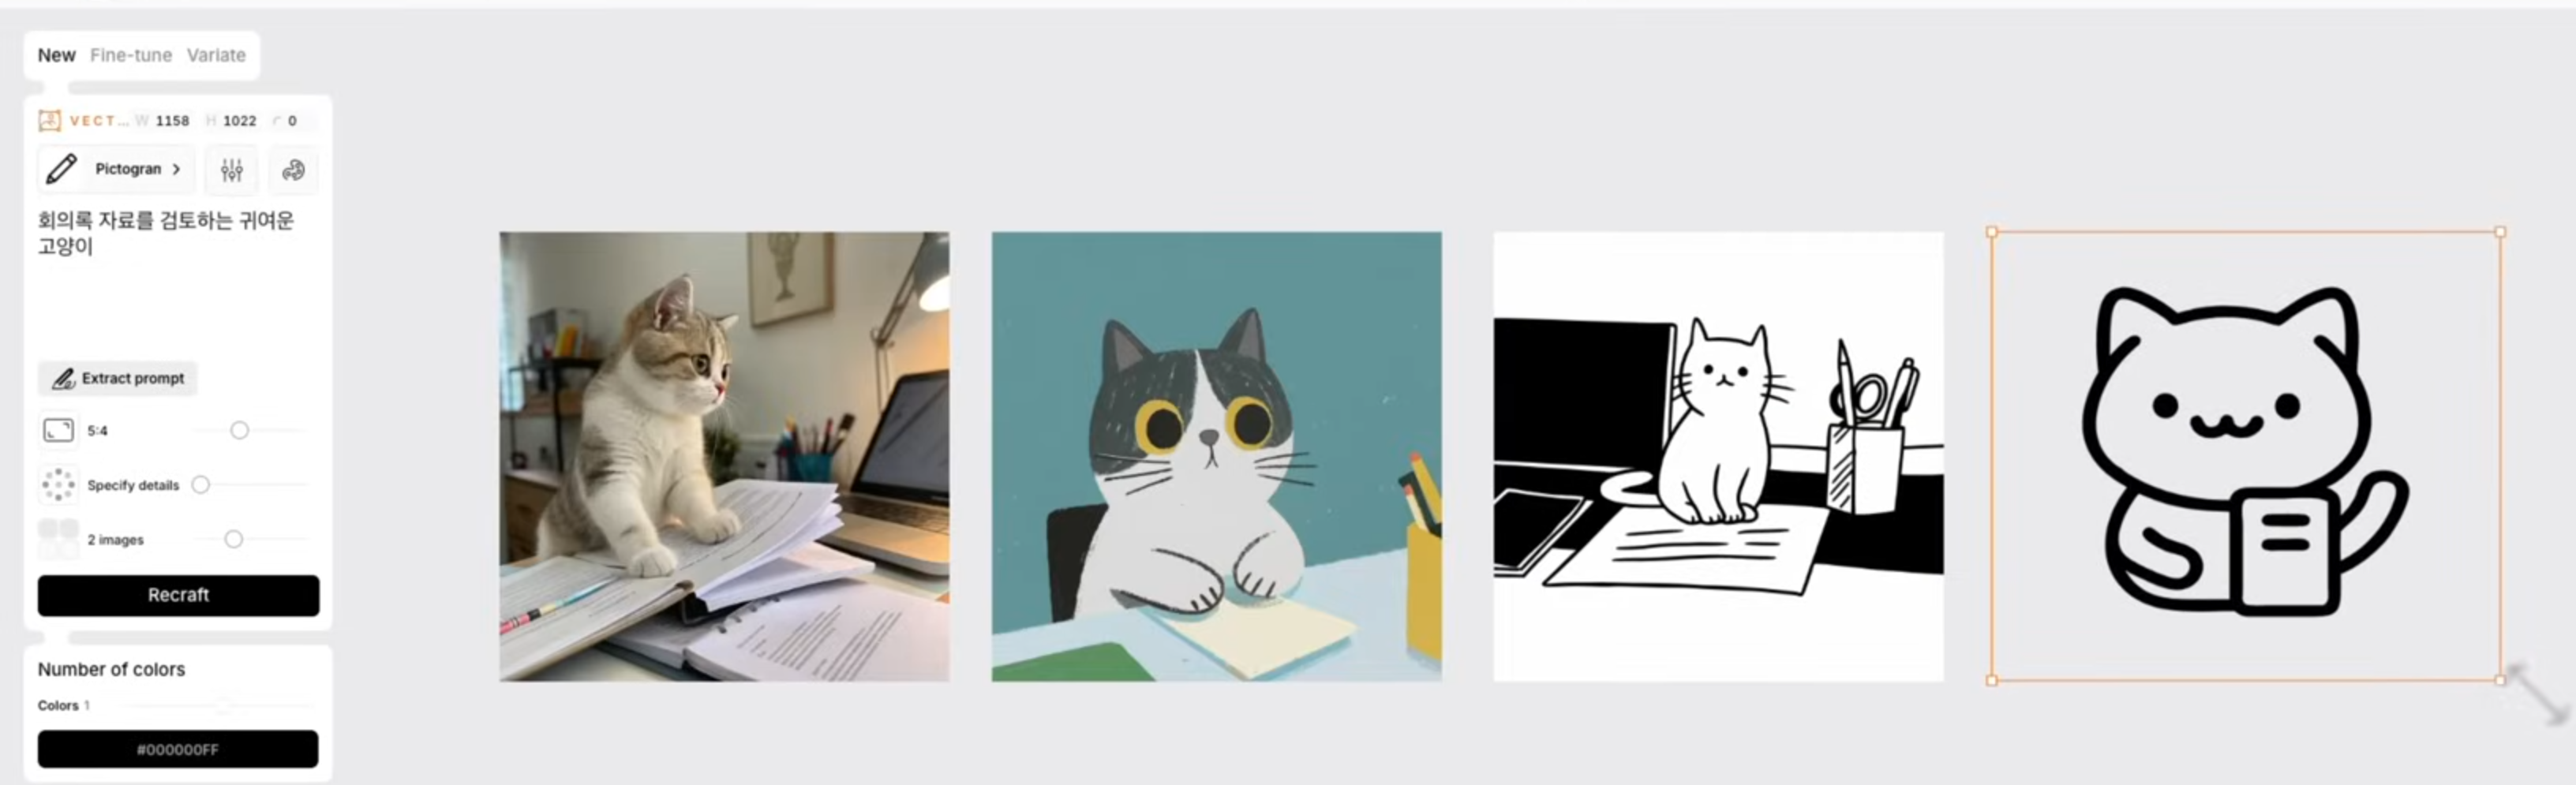 New Fine-tune Variate
VECT... W 1158 H 1022 0
Pictogran >
회의록 자료를 검토하는 귀여운
고양이
Extract prompt
5:4
Specify details
2 images
Recraft
Number of colors
Colors 1
#000000FF